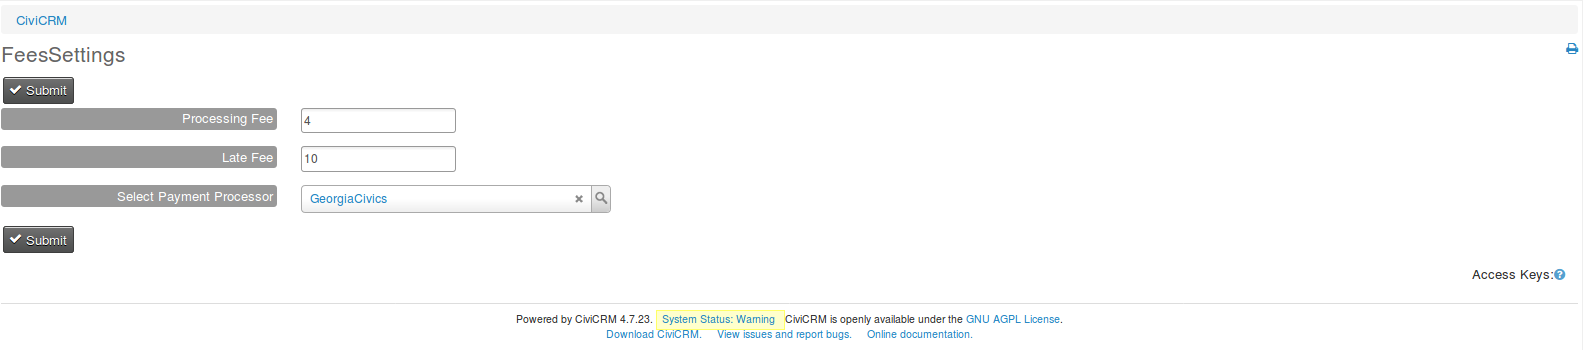 CiviCRM
FeesSettings
Submit
Processing Fee 4
Late Fee 10
Select Payment Processor GeorgiaCivics
Submit
Access Keys:
Powered by CiviCRM 4.7.23. System Status: Warning CiviCRM is openly available under the GNU AGPL License.
Download CiviCRM. View issues and report bugs. Online documentation.